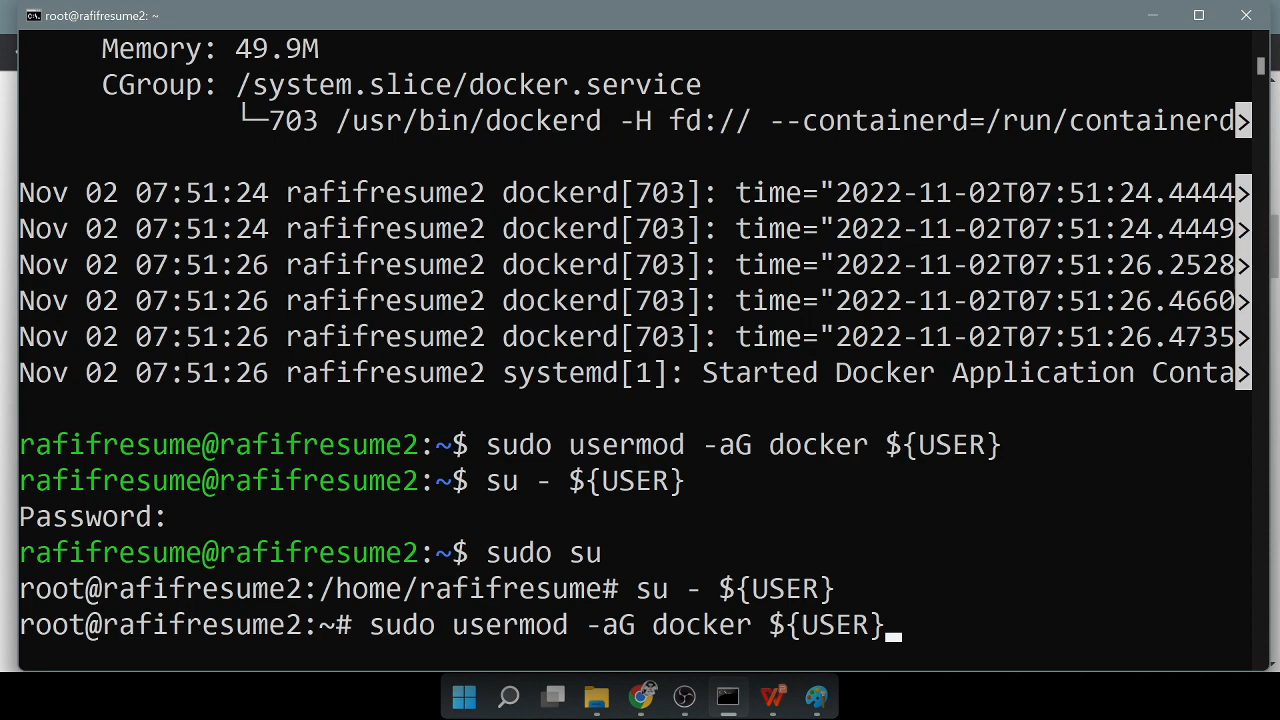 root@rafifresume2: ~
Memory: 49.9M
CGroup: /system.slice/docker.service
└─703 /usr/bin/dockerd -H fd:// --containerd=/run/containerd>
Nov 02 07:51:24 rafifresume2 dockerd[703]: time="2022-11-02T07:51:24.4444>
Nov 02 07:51:24 rafifresume2 dockerd[703]: time="2022-11-02T07:51:24.4449>
Nov 02 07:51:26 rafifresume2 dockerd[703]: time="2022-11-02T07:51:26.2528>
Nov 02 07:51:26 rafifresume2 dockerd[703]: time="2022-11-02T07:51:26.4660>
Nov 02 07:51:26 rafifresume2 dockerd[703]: time="2022-11-02T07:51:26.4735>
Nov 02 07:51:26 rafifresume2 systemd[1]: Started Docker Application Conta>
rafifresume@rafifresume2:~$ sudo usermod -aG docker ${USER}
rafifresume@rafifresume2:~$ su - ${USER}
Password:
rafifresume@rafifresume2:~$ sudo su
root@rafifresume2:/home/rafifresume# su - ${USER}
root@rafifresume2:~# sudo usermod -aG docker ${USER}